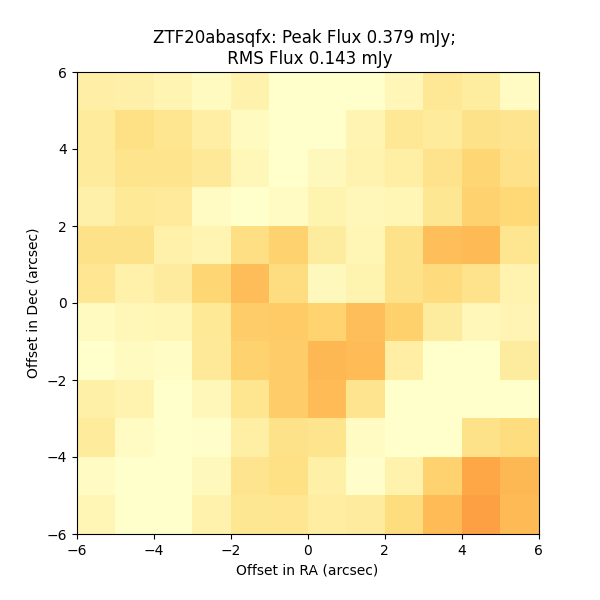 ZTF20abasqfx: Peak Flux 0.379 mJy;
RMS Flux 0.143 mJy
6
4
2
0
−2
−4
−6
Offset in Dec (arcsec)
−6 −4 −2 0 2 4 6
Offset in RA (arcsec)